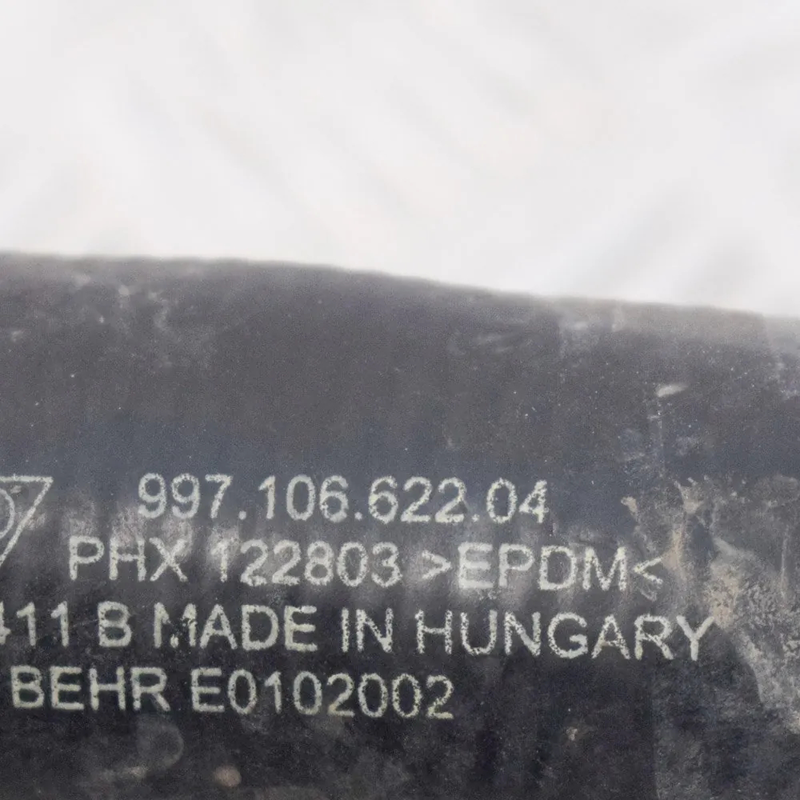 997.106.622.04
PHX 122803 >EPDM<
411 B MADE IN HUNGARY
BEHR E0102002